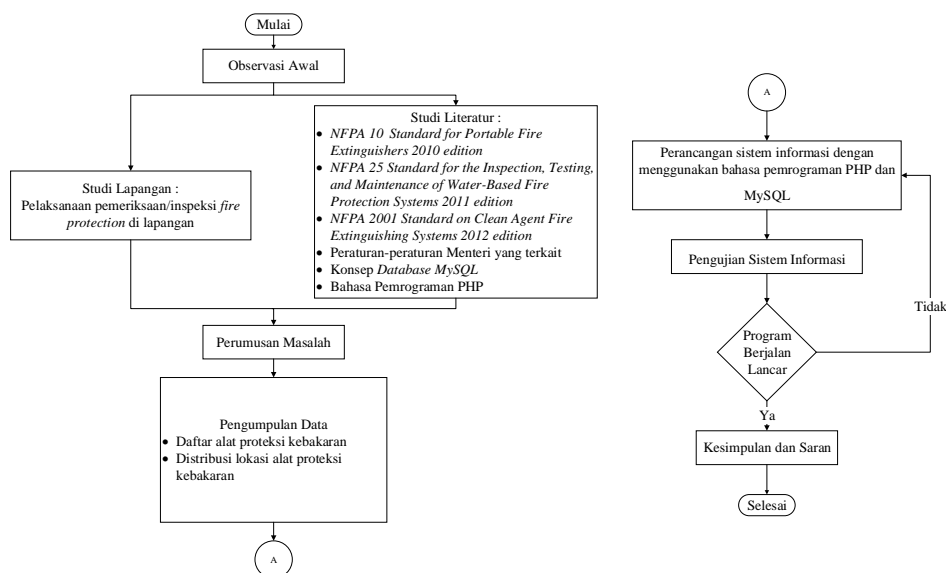 Mulai
Observasi Awal
Studi Lapangan :
Pelaksanaan pemeriksaan/inspeksi fire
protection di lapangan
Studi Literatur :
• NFPA 10 Standard for Portable Fire
Extinguishers 2010 edition
• NFPA 25 Standard for the Inspection, Testing,
and Maintenance of Water-Based Fire
Protection Systems 2011 edition
• NFPA 2001 Standard on Clean Agent Fire
Extinguishing Systems 2012 edition
• Peraturan-peraturan Menteri yang terkait
• Konsep Database MySQL
• Bahasa Pemrograman PHP
Perumusan Masalah
Pengumpulan Data
• Daftar alat proteksi kebakaran
• Distribusi lokasi alat proteksi
kebakaran
A
A
Perancangan sistem informasi dengan
menggunakan bahasa pemrograman PHP dan
MySQL
Pengujian Sistem Informasi
Program
Berjalan
Lancar
Tidak
Ya
Kesimpulan dan Saran
Selesai